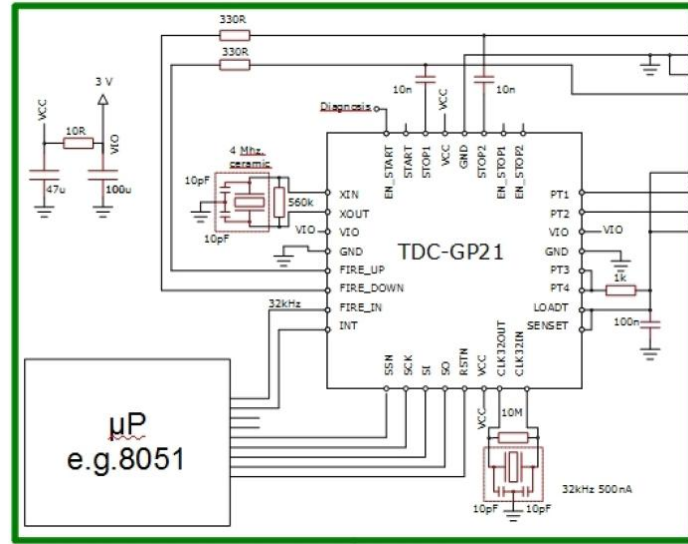 330R
330R
3 V
VCC
10R
VIO
47u
100u
Diagnosis
10n
VCC
10n
4 Mhz.
ceramic
10pF
560k
10pF
EN_START
START
STOP1
VCC
GND
STOP2
EN_STOP1
EN_STOP2
XIN
XOUT
VIO
VIO
GND
FIRE_UP
FIRE_DOWN
FIRE_IN
INT
32kHz
TDC-GP21
PT1
PT2
VIO
VIO
GND
PT3
PT4
LOADT
SENSET
1k
100n
SSN
SCK
SI
SO
RSTN
VCC
CLK32OUT
CLK32IN
VCC
10M
32kHz 500nA
10pF
10pF
µP
e.g.8051